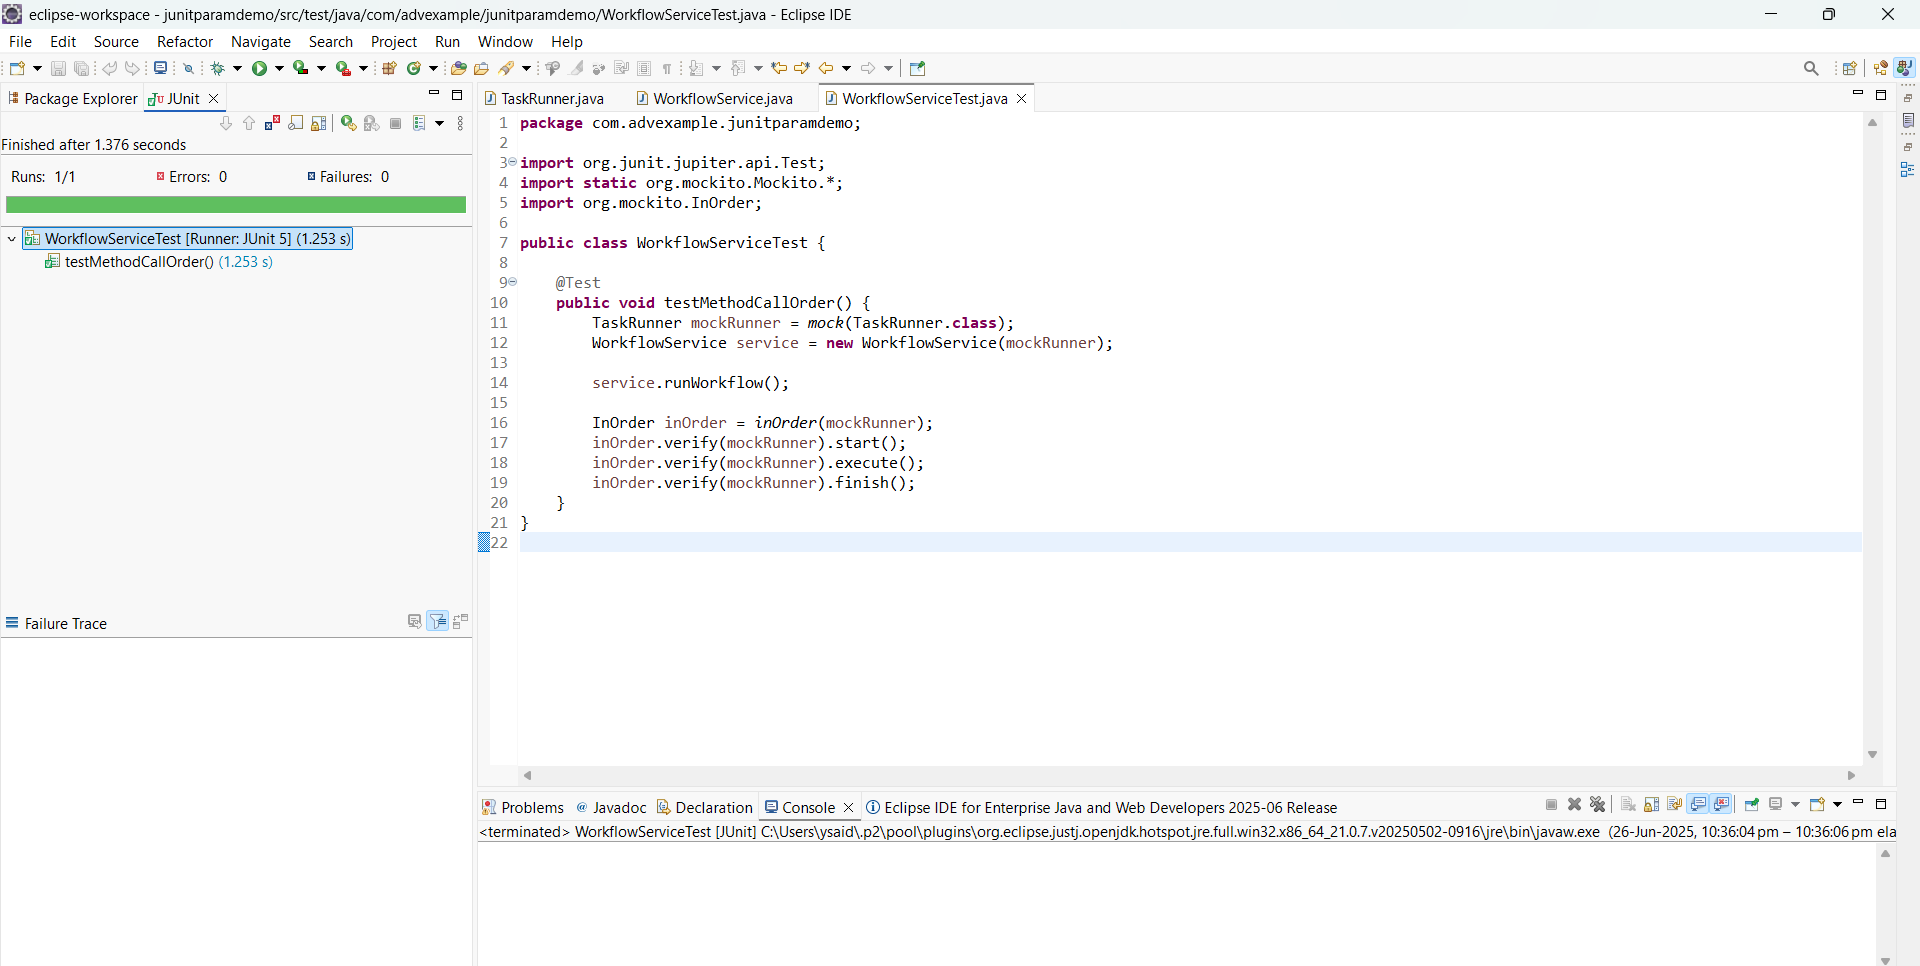 eclipse-workspace - junitparamdemo/src/test/java/com/advexample/junitparamdemo/WorkflowServiceTest.java - Eclipse IDE
File Edit Source Refactor Navigate Search Project Run Window Help
Package Explorer JUnit
Finished after 1.376 seconds
Runs: 1/1 Errors: 0 Failures: 0
WorkflowServiceTest [Runner: JUnit 5] (1.253 s)
testMethodCallOrder() (1.253 s)
Failure Trace
TaskRunner.java WorkflowService.java WorkflowServiceTest.java
1 package com.advexample.junitparamdemo;
2
3 import org.junit.jupiter.api.Test;
4 import static org.mockito.Mockito.*;
5 import org.mockito.InOrder;
6
7 public class WorkflowServiceTest {
8
9 @Test
10 public void testMethodCallOrder() {
11 TaskRunner mockRunner = mock(TaskRunner.class);
12 WorkflowService service = new WorkflowService(mockRunner);
13
14 service.runWorkflow();
15
16 InOrder inOrder = inOrder(mockRunner);
17 inOrder.verify(mockRunner).start();
18 inOrder.verify(mockRunner).execute();
19 inOrder.verify(mockRunner).finish();
20 }
21 }
22
Problems @ Javadoc Declaration Console Eclipse IDE for Enterprise Java and Web Developers 2025-06 Release
<terminated> WorkflowServiceTest [JUnit] C:\Users\ysaid\.p2\pool\plugins\org.eclipse.justj.openjdk.hotspot.jre.full.win32.x86_64_21.0.7.v20250502-0916\jre\bin\javaw.exe (26-Jun-2025, 10:36:04 pm – 10:36:06 pm ela